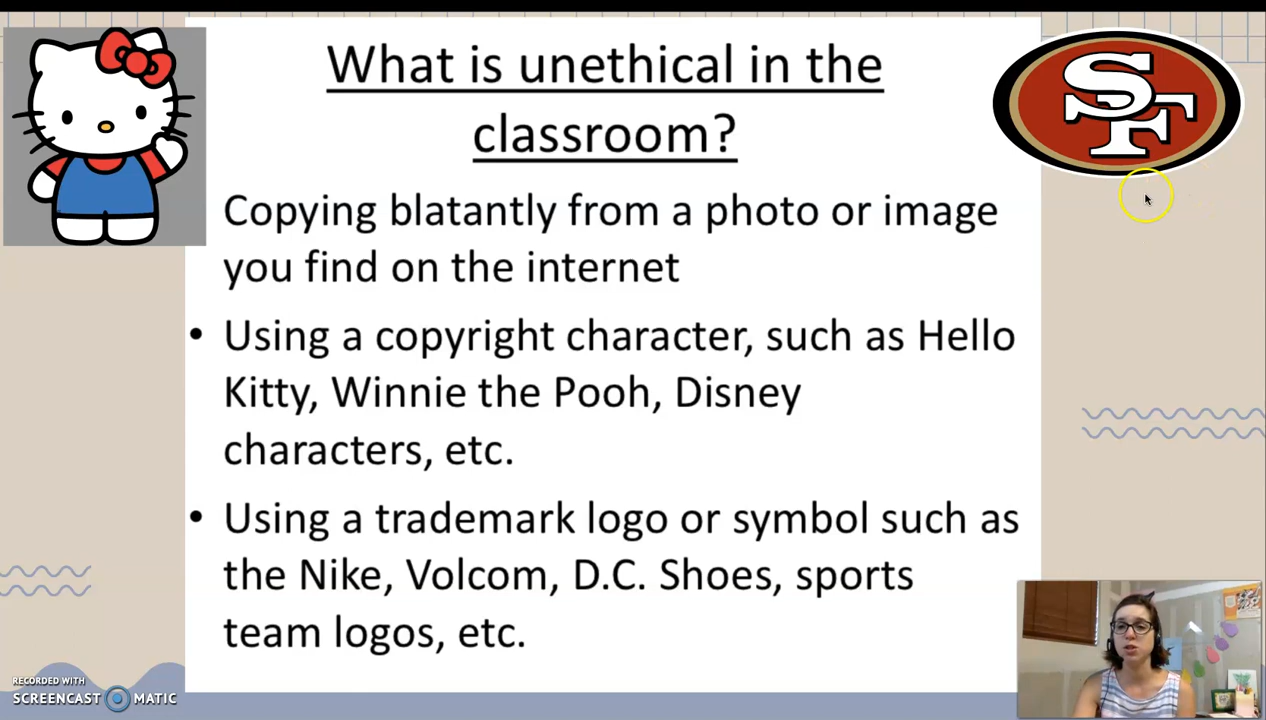 What is unethical in the
classroom?
SF
Copying blatantly from a photo or image
you find on the internet
• Using a copyright character, such as Hello
Kitty, Winnie the Pooh, Disney
characters, etc.
• Using a trademark logo or symbol such as
the Nike, Volcom, D.C. Shoes, sports
team logos, etc.
RECORDED WITH
SCREENCAST MATIC